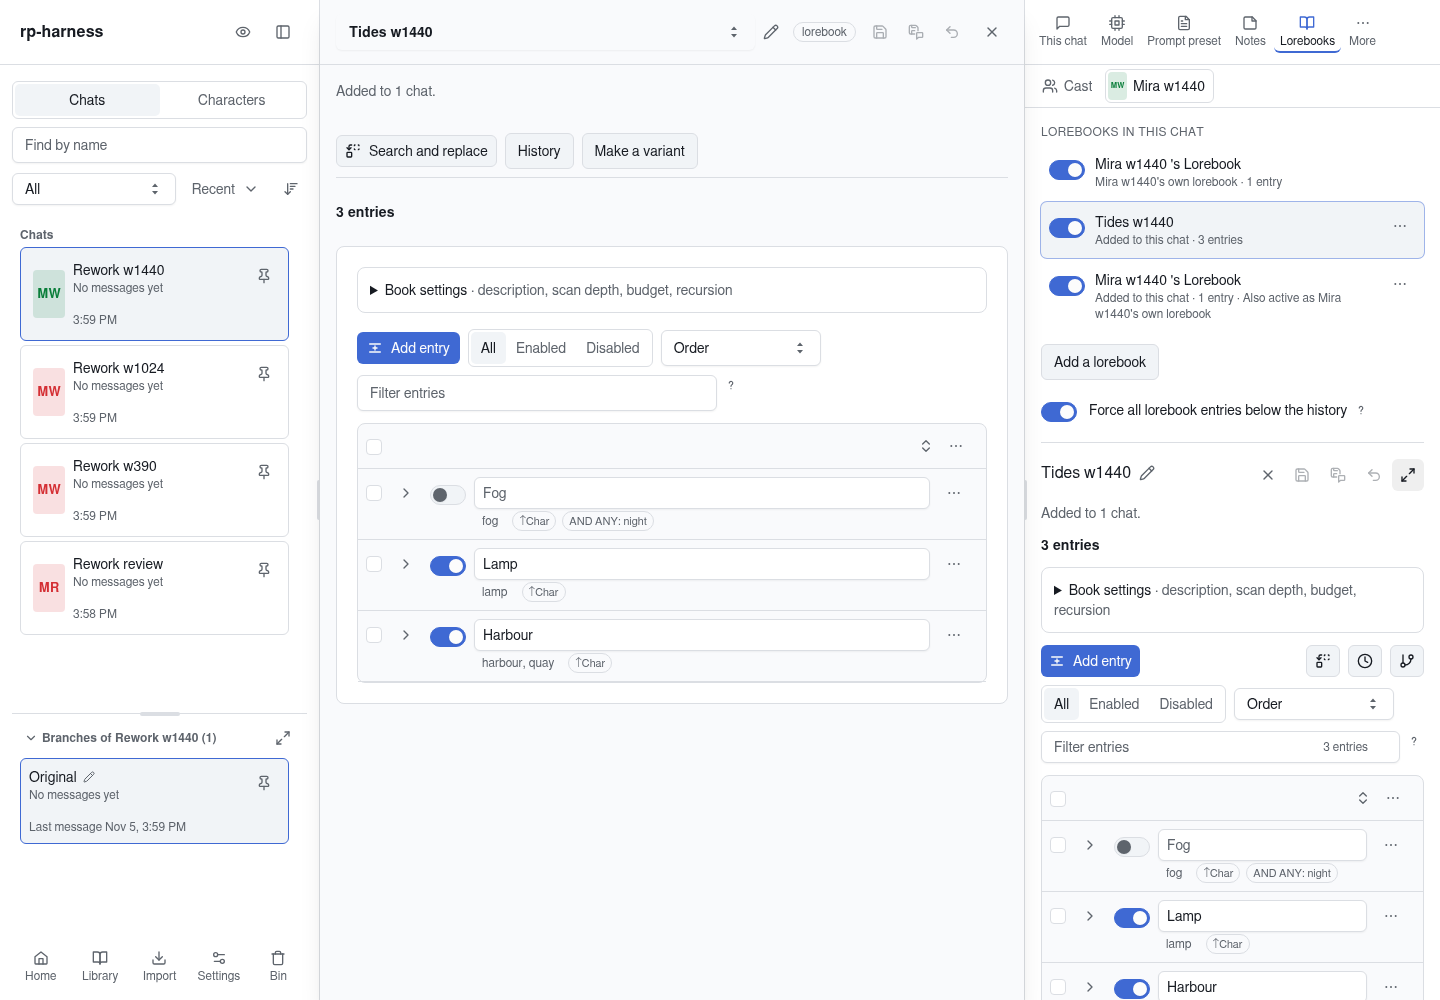 rp-harness
Chats
Characters
Find by name
All
Recent
Chats
MW
Rework w1440
No messages yet
3:59 PM
MW
Rework w1024
No messages yet
3:59 PM
MW
Rework w390
No messages yet
3:59 PM
MR
Rework review
No messages yet
3:58 PM
Branches of Rework w1440 (1)
Original
No messages yet
Last message Nov 5, 3:59 PM
Home
Library
Import
Settings
Bin
Tides w1440
lorebook
Added to 1 chat.
Search and replace
History
Make a variant
3 entries
Book settings · description, scan depth, budget, recursion
Add entry
All
Enabled
Disabled
Order
Filter entries
?
Fog
fog
↑Char
AND ANY: night
Lamp
lamp
↑Char
Harbour
harbour, quay
↑Char
This chat
Model
Prompt preset
Notes
Lorebooks
More
Cast
MW
Mira w1440
LOREBOOKS IN THIS CHAT
Mira w1440 's Lorebook
Mira w1440's own lorebook · 1 entry
Tides w1440
Added to this chat · 3 entries
Mira w1440 's Lorebook
Added to this chat · 1 entry · Also active as Mira
w1440's own lorebook
Add a lorebook
Force all lorebook entries below the history
?
Tides w1440
Added to 1 chat.
3 entries
Book settings · description, scan depth, budget,
recursion
Add entry
All
Enabled
Disabled
Order
Filter entries
3 entries
?
Fog
fog
↑Char
AND ANY: night
Lamp
lamp
↑Char
Harbour